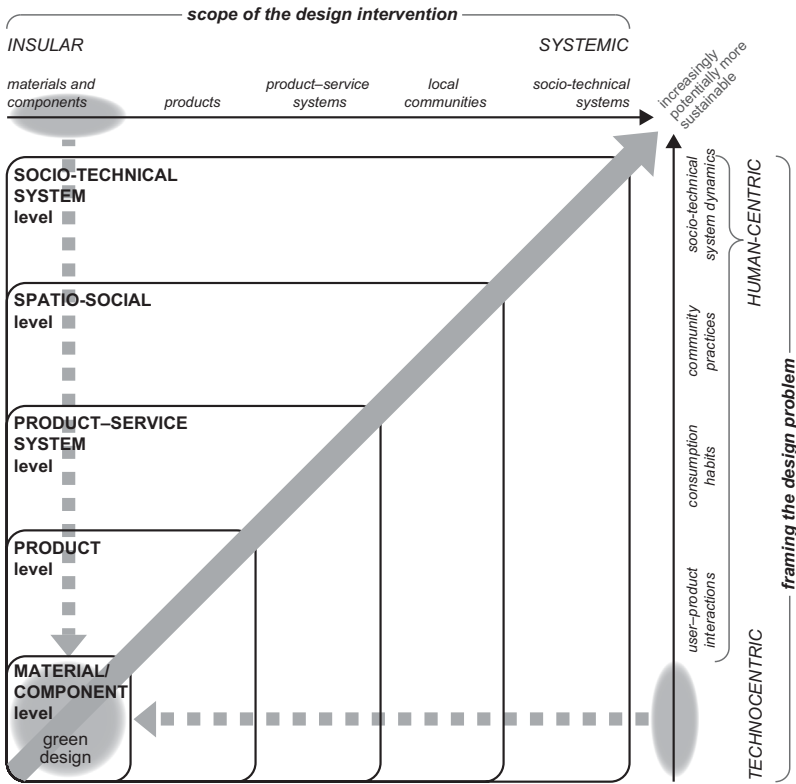 scope of the design intervention
INSULAR
SYSTEMIC
materials and
components
products
product–service
systems
local
communities
socio-technical
systems
increasingly
potentially more
sustainable
SOCIO-TECHNICAL
SYSTEM
level
SPATIO-SOCIAL
level
PRODUCT–SERVICE
SYSTEM
level
PRODUCT
level
MATERIAL/
COMPONENT
level
green
design
socio-technical
system dynamics
community
practices
consumption
habits
user–product
interactions
HUMAN-CENTRIC
TECHNOCENTRIC
framing the design problem